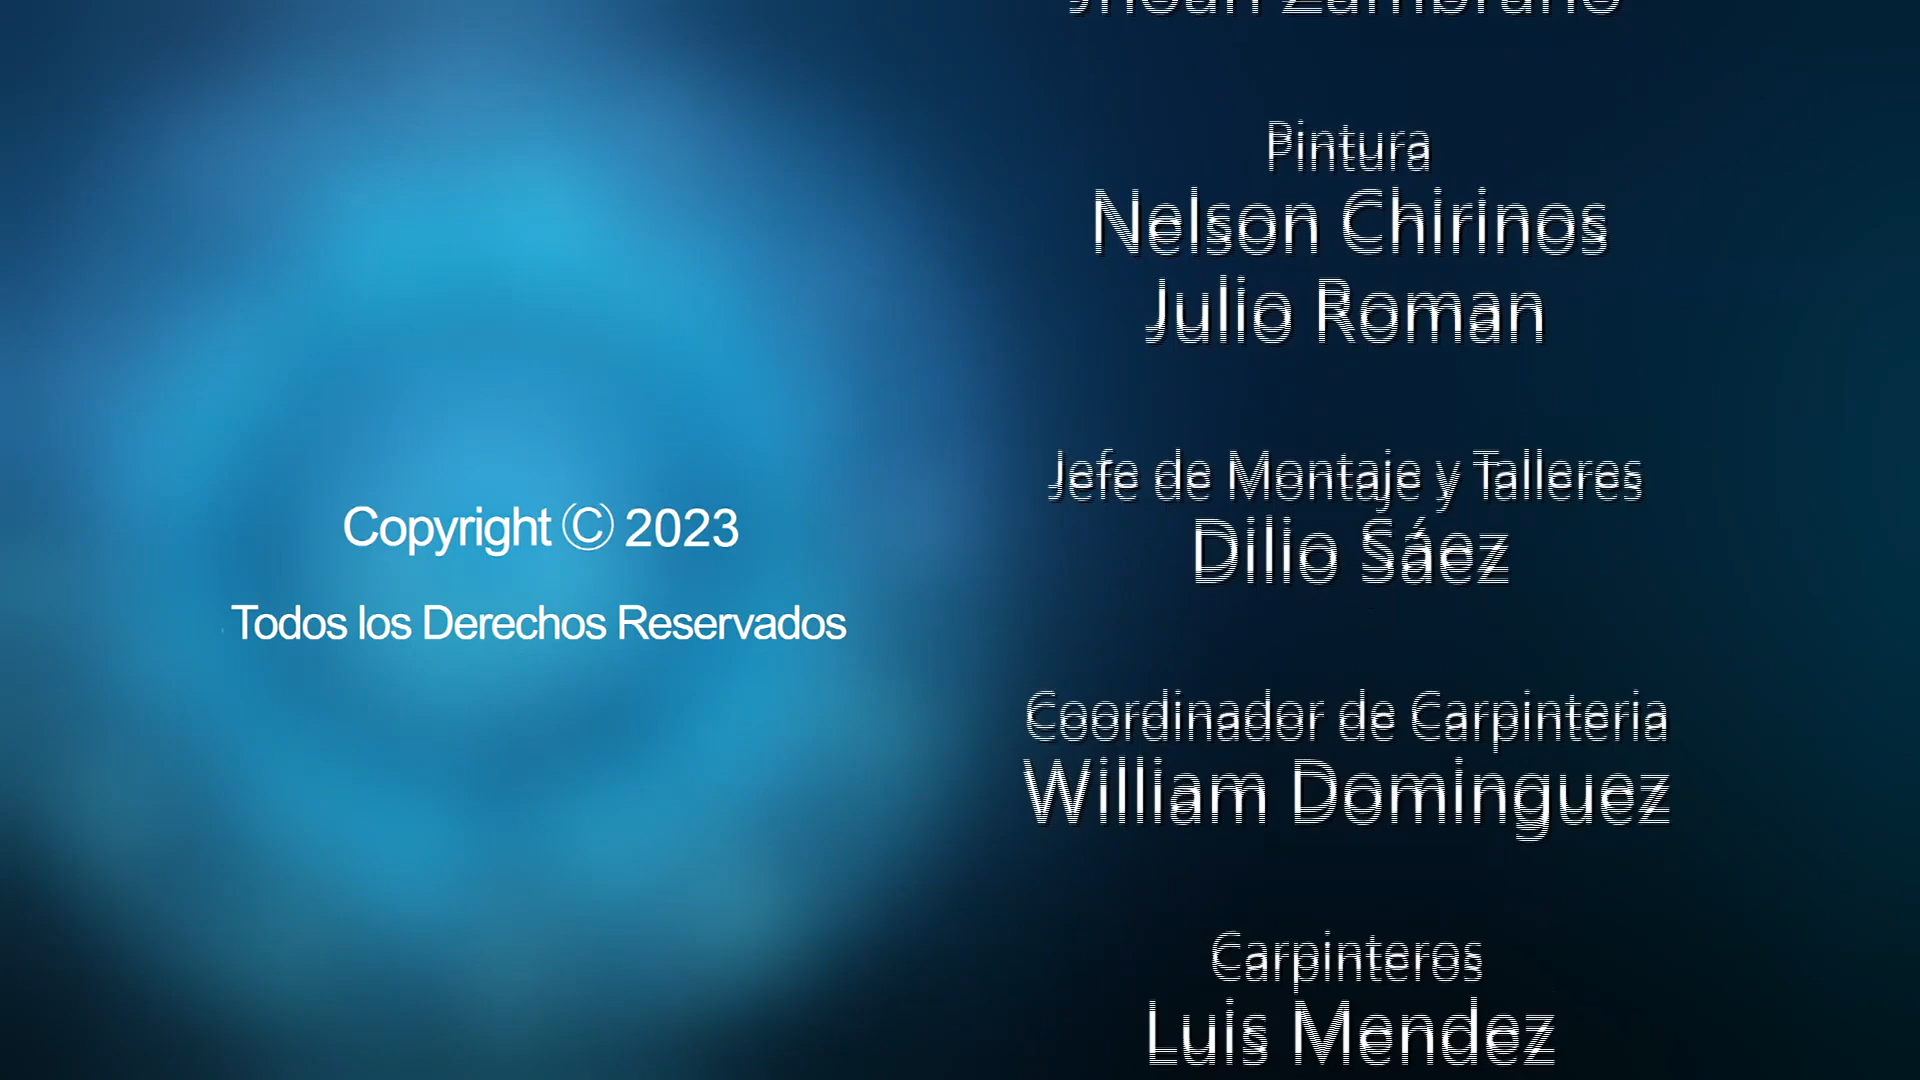 Zambrano
Pintura
Nelson Chirinos
Julio Roman
Jefe de Montaje y Talleres
Dilio Sáez
Coordinador de Carpinteria
William Dominguez
Carpinteros
Luis Mendez
Copyright © 2023
Todos los Derechos Reservados